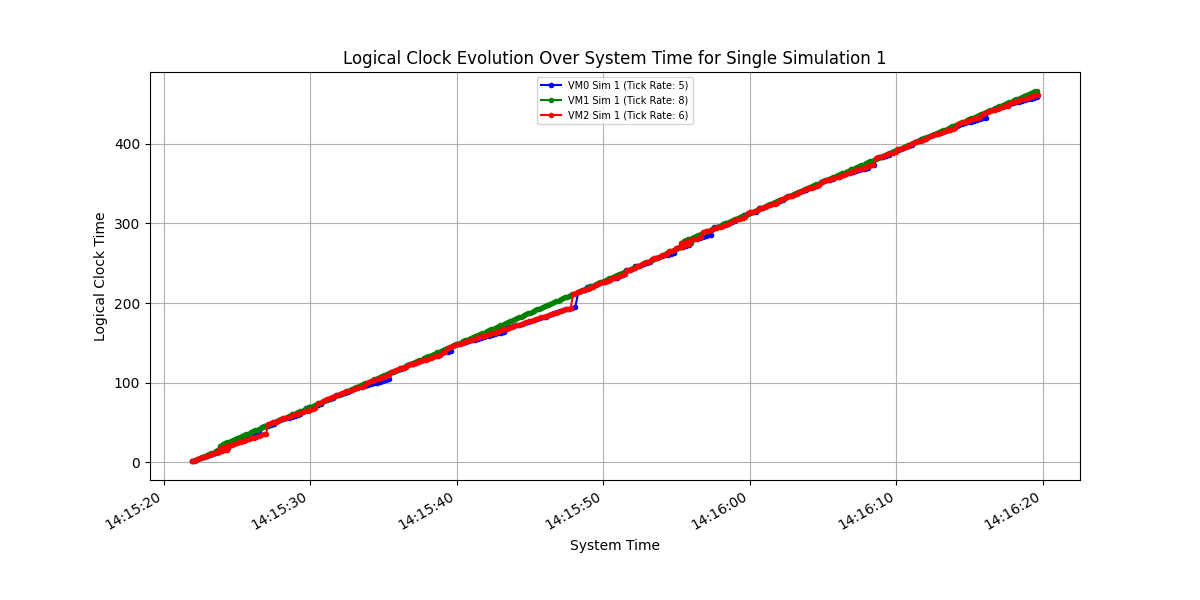 Logical Clock Evolution Over System Time for Single Simulation 1
VM0 Sim 1 (Tick Rate: 5)
VM1 Sim 1 (Tick Rate: 8)
VM2 Sim 1 (Tick Rate: 6)
Logical Clock Time
400
300
200
100
0
14:15:20
14:15:30
14:15:40
14:15:50
14:16:00
14:16:10
14:16:20
System Time